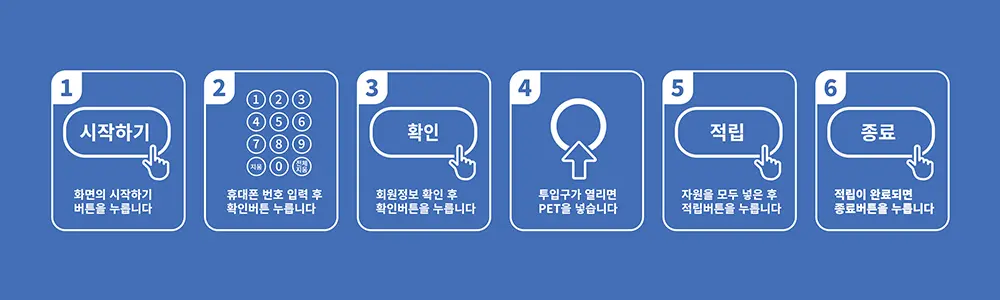 1
시작하기
화면의 시작하기
버튼을 누릅니다
2
1 2 3
4 5 6
7 8 9
지움 0 전체지움
휴대폰 번호 입력 후
확인버튼 누릅니다
3
확인
회원정보 확인 후
확인버튼을 누릅니다
4
투입구가 열리면
PET을 넣습니다
5
적립
자원을 모두 넣은 후
적립버튼을 누릅니다
6
종료
적립이 완료되면
종료버튼을 누릅니다